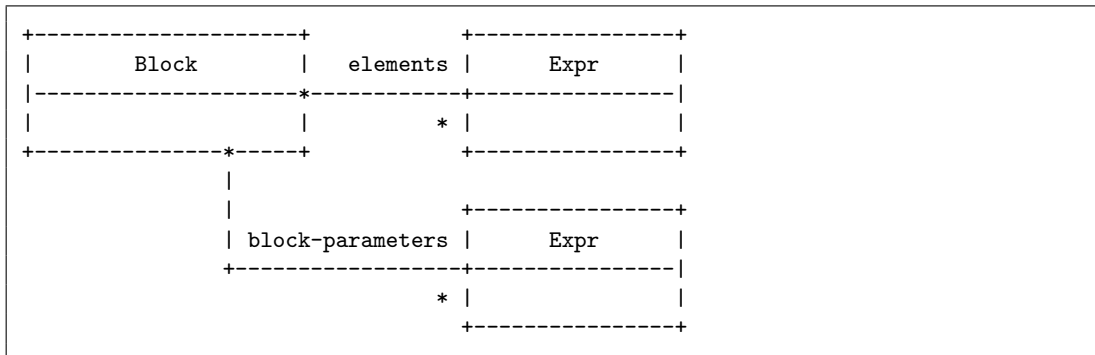 +---------------------+            +----------------+
|        Block        |   elements |      Expr      |
|---------------------*------------+----------------|
|                     |          * |                |
+---------------*-----+            +----------------+
                |
                |                  +----------------+
                | block-parameters |      Expr      |
                +------------------+----------------|
                                 * |                |
                                   +----------------+